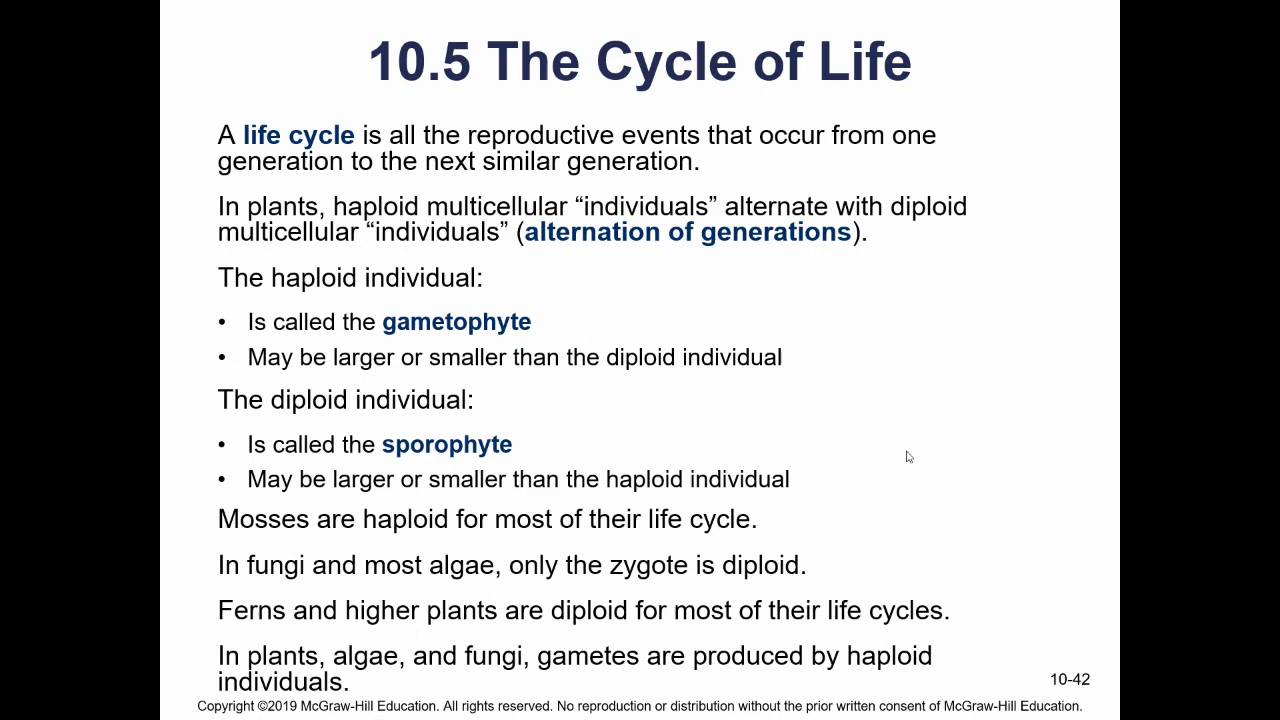 10.5 The Cycle of Life
A life cycle is all the reproductive events that occur from one
generation to the next similar generation.
In plants, haploid multicellular “individuals” alternate with diploid
multicellular “individuals” (alternation of generations).
The haploid individual:
• Is called the gametophyte
• May be larger or smaller than the diploid individual
The diploid individual:
• Is called the sporophyte
• May be larger or smaller than the haploid individual
Mosses are haploid for most of their life cycle.
In fungi and most algae, only the zygote is diploid.
Ferns and higher plants are diploid for most of their life cycles.
In plants, algae, and fungi, gametes are produced by haploid
individuals.
10-42
Copyright ©2019 McGraw-Hill Education. All rights reserved. No reproduction or distribution without the prior written consent of McGraw-Hill Education.